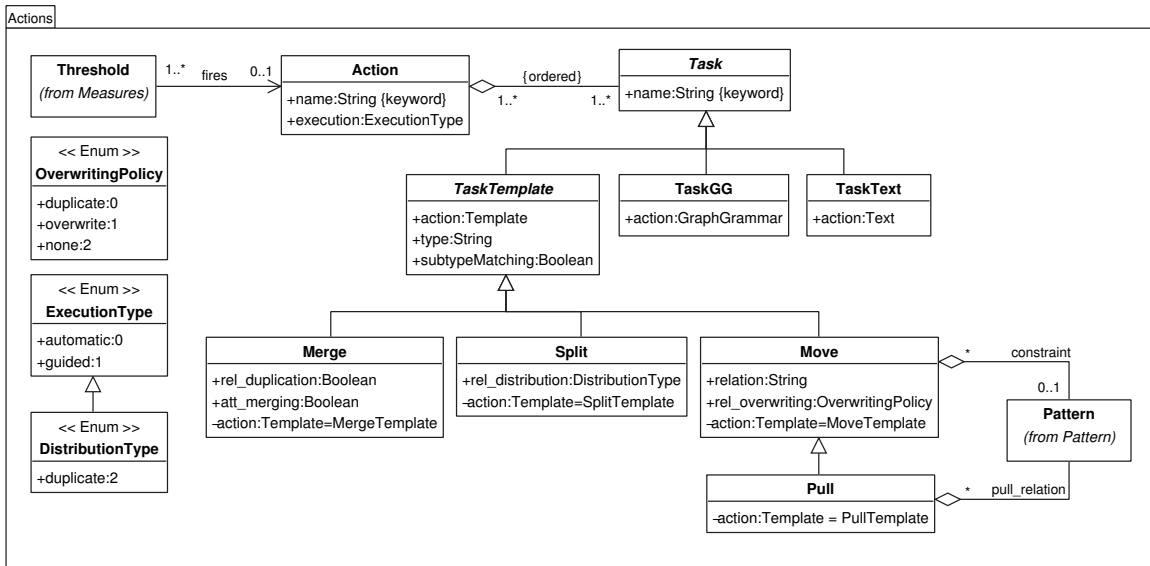 Actions
Threshold
(from Measures)
1..*
fires
0..1
Action
+name:String {keyword}
+execution:ExecutionType
{ordered}
1..*
1..*
Task
+name:String {keyword}
<< Enum >>
OverwritingPolicy
+duplicate:0
+overwrite:1
+none:2
TaskTemplate
+action:Template
+type:String
+subtypeMatching:Boolean
TaskGG
+action:GraphGrammar
TaskText
+action:Text
<< Enum >>
ExecutionType
+automatic:0
+guided:1
<< Enum >>
DistributionType
+duplicate:2
Merge
+rel_duplication:Boolean
+att_merging:Boolean
-action:Template=MergeTemplate
Split
+rel_distribution:DistributionType
-action:Template=SplitTemplate
Move
+relation:String
+rel_overwriting:OverwritingPolicy
-action:Template=MoveTemplate
*
constraint
0..1
Pattern
(from Pattern)
Pull
-action:Template = PullTemplate
*
pull_relation